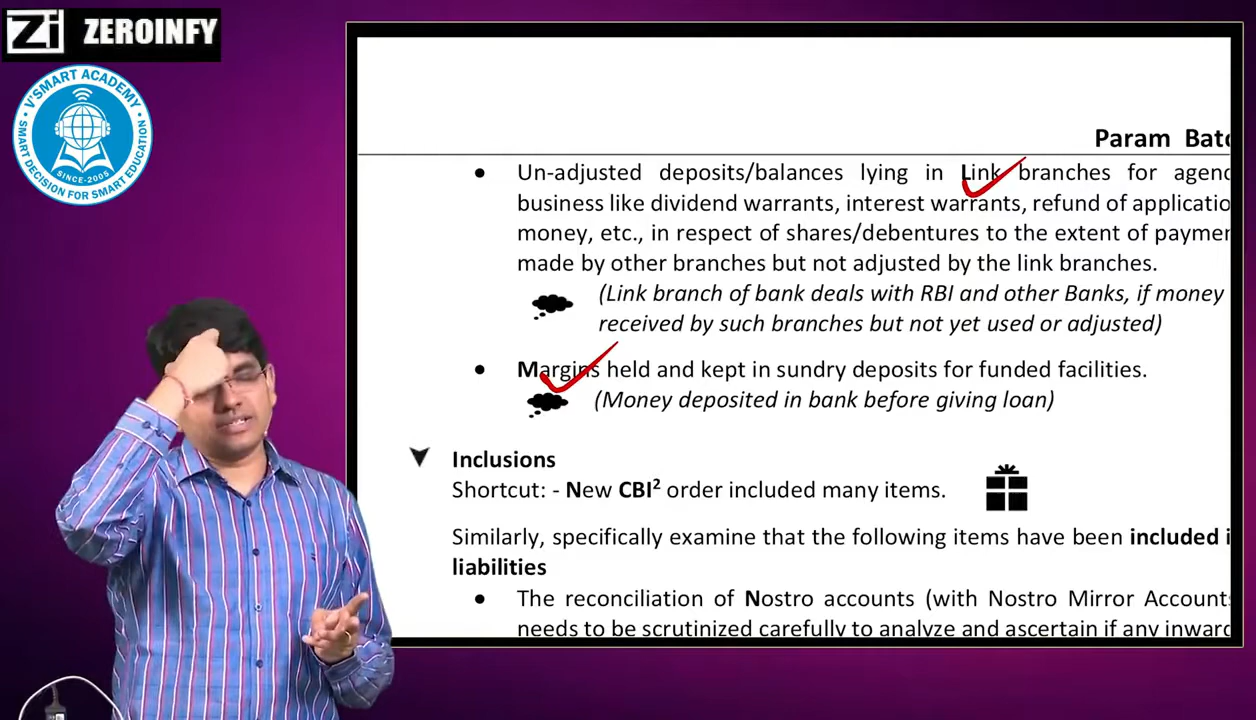 Zi ZEROINFY
V'SMART ACADEMY
SINCE-2005
SMART DECISION FOR SMART EDUCATION
Param Batc
• Un-adjusted deposits/balances lying in Link branches for agenc
business like dividend warrants, interest warrants, refund of applicatio
money, etc., in respect of shares/debentures to the extent of paymen
made by other branches but not adjusted by the link branches.
(Link branch of bank deals with RBI and other Banks, if money
received by such branches but not yet used or adjusted)
• Margins held and kept in sundry deposits for funded facilities.
(Money deposited in bank before giving loan)
Inclusions
Shortcut: - New CBI² order included many items.
Similarly, specifically examine that the following items have been included i
liabilities
• The reconciliation of Nostro accounts (with Nostro Mirror Accounts
needs to be scrutinized carefully to analyze and ascertain if any inward